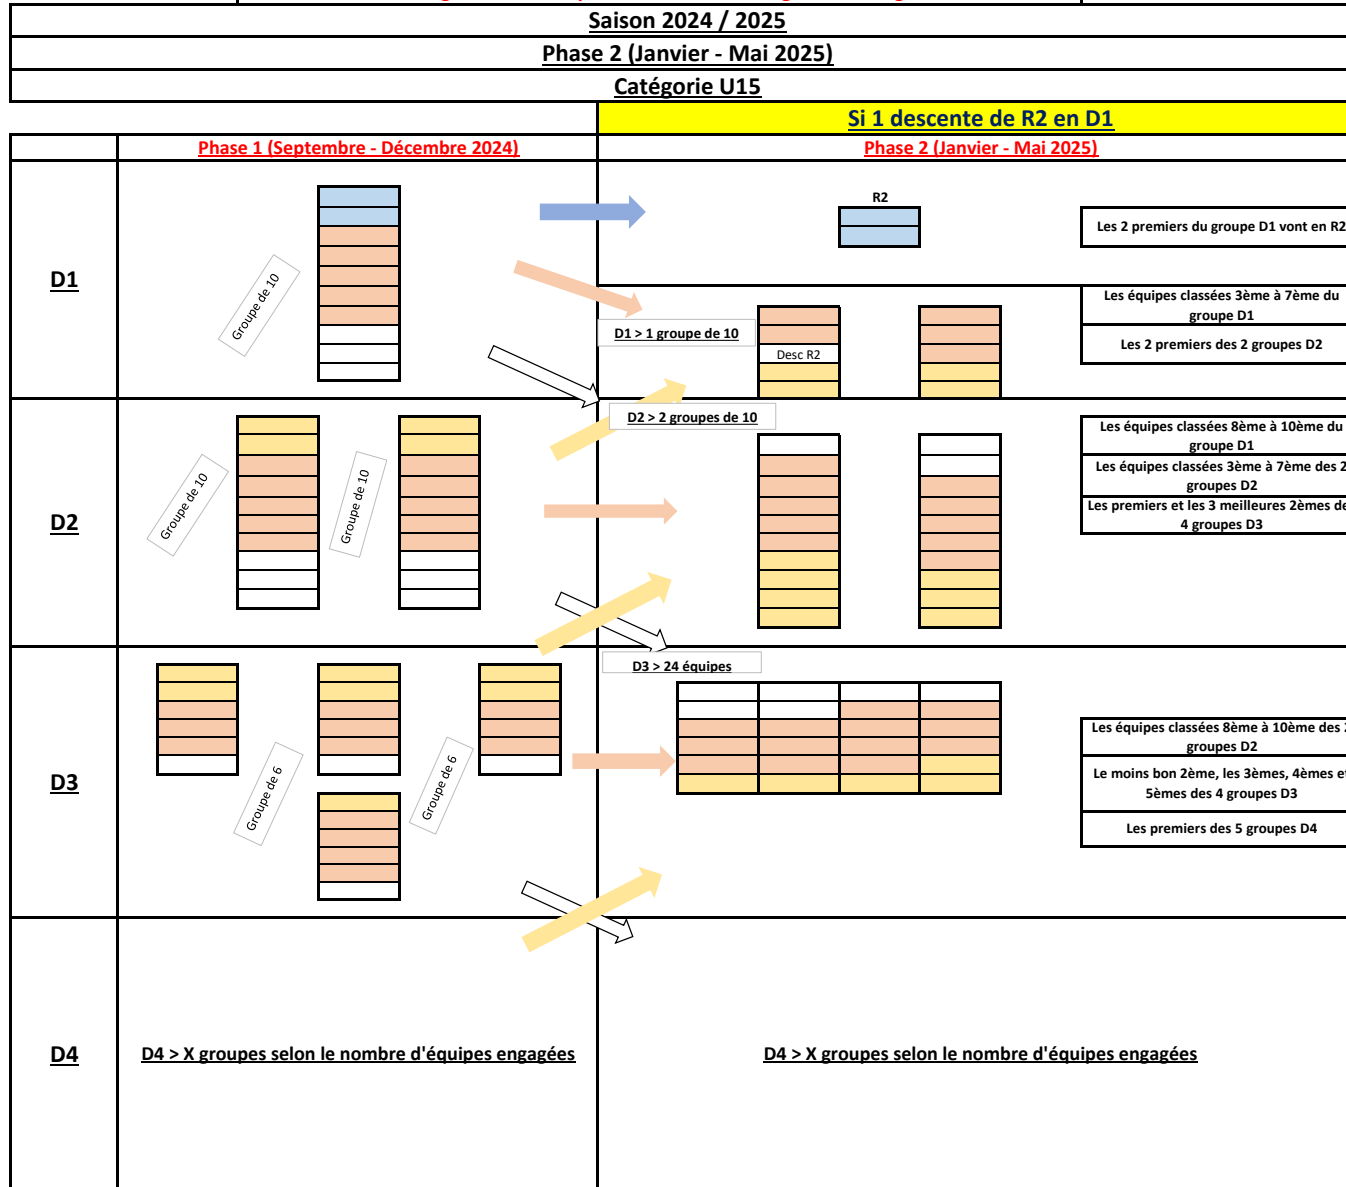 Saison 2024 / 2025
Phase 2 (Janvier - Mai 2025)
Catégorie U15
Si 1 descente de R2 en D1
Phase 1 (Septembre - Décembre 2024)
Phase 2 (Janvier - Mai 2025)
D1
Groupe de 10
R2
Les 2 premiers du groupe D1 vont en R2
D1 > 1 groupe de 10
Desc R2
Les équipes classées 3ème à 7ème du
groupe D1
Les 2 premiers des 2 groupes D2
D2
Groupe de 10
Groupe de 10
D2 > 2 groupes de 10
Les équipes classées 8ème à 10ème du
groupe D1
Les équipes classées 3ème à 7ème des 2
groupes D2
Les premiers et les 3 meilleures 2èmes de
4 groupes D3
D3
Groupe de 6
Groupe de 6
D3 > 24 équipes
Les équipes classées 8ème à 10ème des 2
groupes D2
Le moins bon 2ème, les 3èmes, 4èmes et
5èmes des 4 groupes D3
Les premiers des 5 groupes D4
D4
D4 > X groupes selon le nombre d'équipes engagées
D4 > X groupes selon le nombre d'équipes engagées